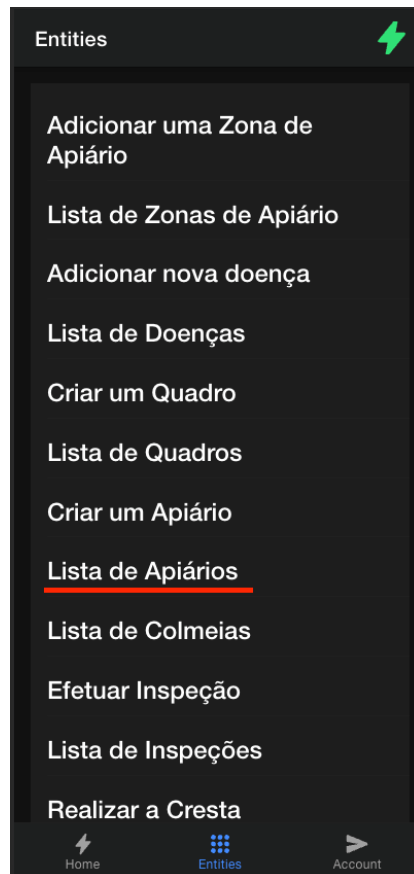 Entities
Adicionar uma Zona de
Apiário
Lista de Zonas de Apiário
Adicionar nova doença
Lista de Doenças
Criar um Quadro
Lista de Quadros
Criar um Apiário
Lista de Apiários
Lista de Colmeias
Efetuar Inspeção
Lista de Inspeções
Realizar a Cresta
Home Entities Account